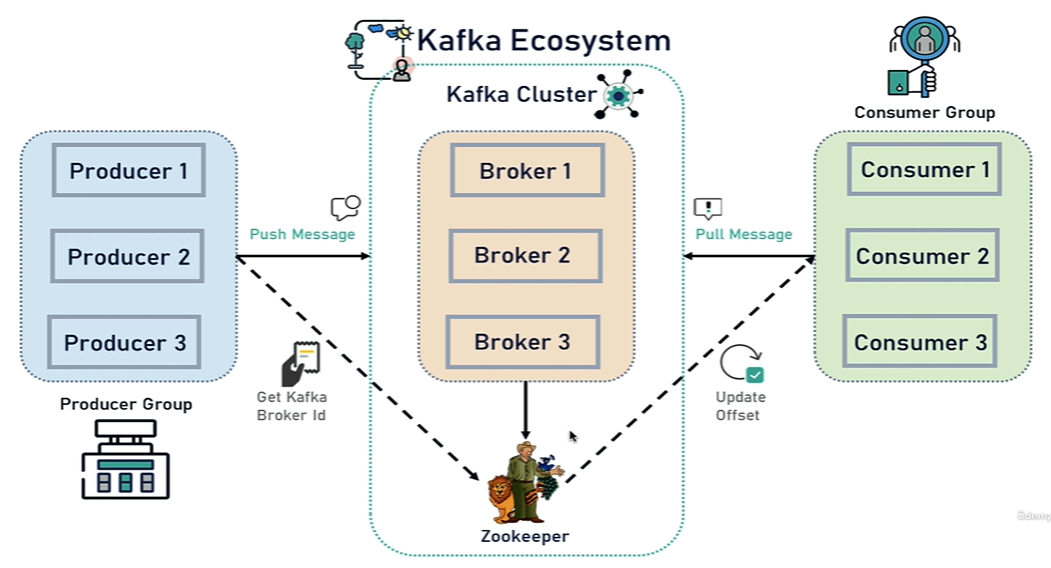 Kafka Ecosystem
Kafka Cluster
Consumer Group
Producer 1
Producer 2
Producer 3
Producer Group
Push Message
Get Kafka
Broker Id
Broker 1
Broker 2
Broker 3
Zookeeper
Pull Message
Update
Offset
Consumer 1
Consumer 2
Consumer 3